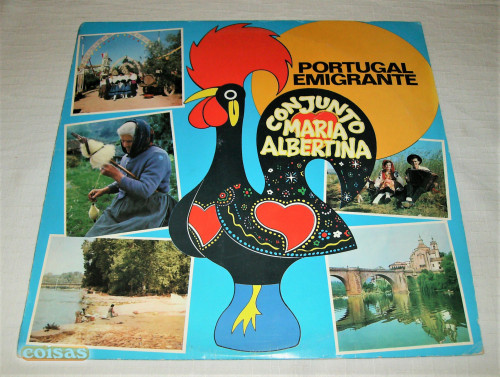 PORTUGAL
EMIGRANTE
CONJUNTO
MARIA
ALBERTINA
coisas